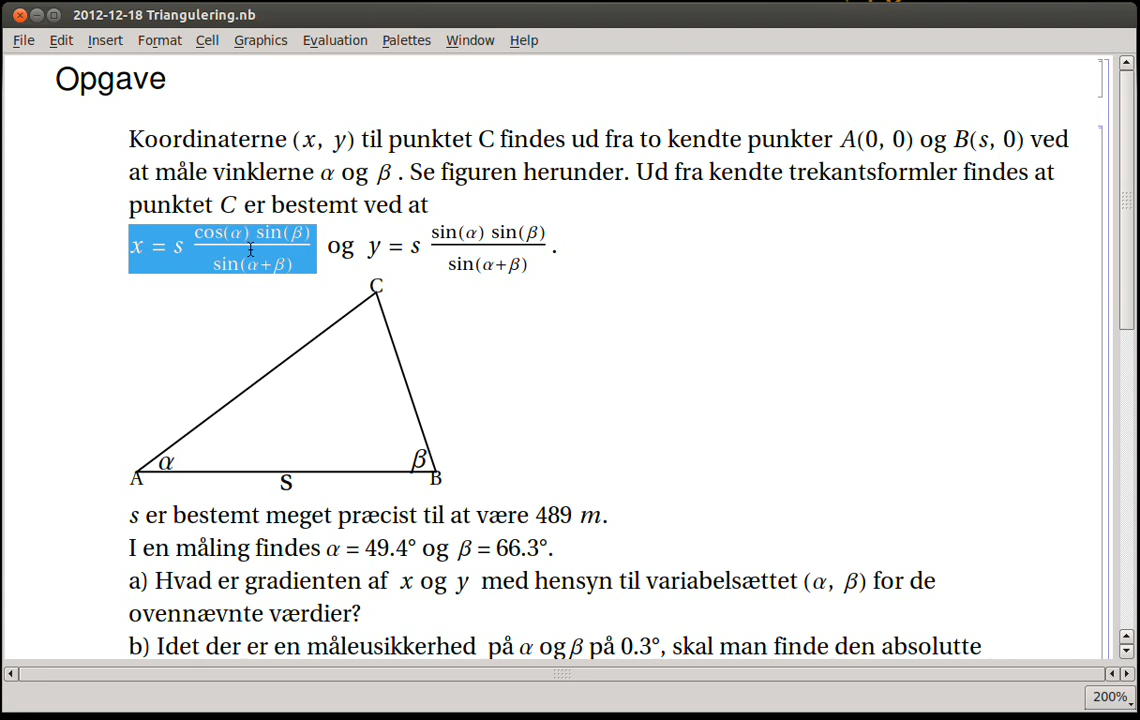 2012-12-18 Triangulering.nb
File Edit Insert Format Cell Graphics Evaluation Palettes Window Help
Opgave
Koordinaterne (x, y) til punktet C findes ud fra to kendte punkter A(0, 0) og B(s, 0) ved
at måle vinklerne α og β . Se figuren herunder. Ud fra kendte trekantsformler findes at
punktet C er bestemt ved at
x = s cos(α) sin(β) / sin(α+β) og y = s sin(α) sin(β) / sin(α+β) .
C
α β
A S B
s er bestemt meget præcist til at være 489 m.
I en måling findes α = 49.4° og β = 66.3°.
a) Hvad er gradienten af x og y med hensyn til variabelsættet (α, β) for de
ovennævnte værdier?
b) Idet der er en måleusikkerhed på α og β på 0.3°, skal man finde den absolutte
200%